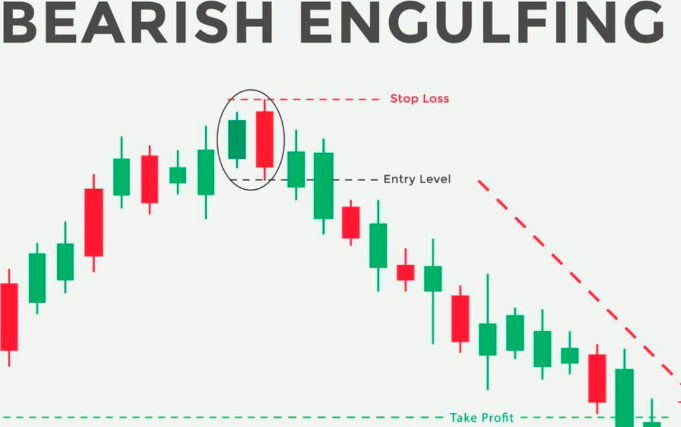 BEARISH ENGULFING
Stop Loss
Entry Level
Take Profit